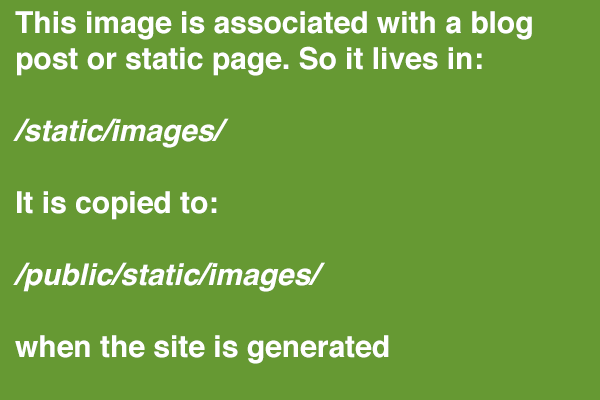 This image is associated with a blog
post or static page. So it lives in:
/static/images/
It is copied to:
/public/static/images/
when the site is generated